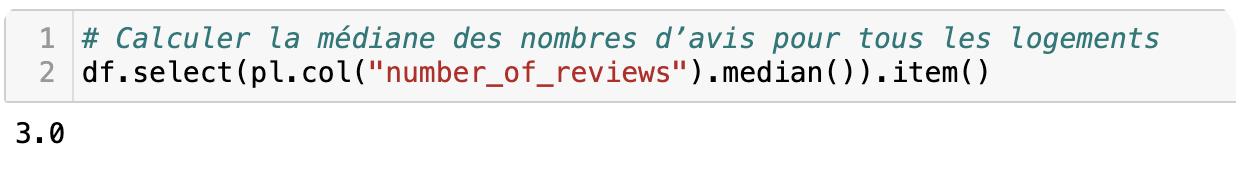 1 # Calculer la médiane des nombres d’avis pour tous les logements
2 df.select(pl.col("number_of_reviews").median()).item()
3.0